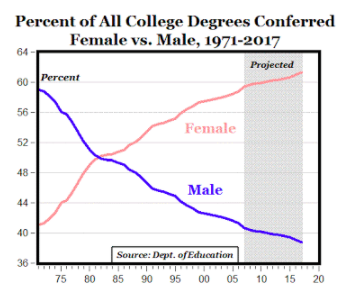 Percent of All College Degrees Conferred
Female vs. Male, 1971-2017
64
Percent
Projected
60
56
Female
52
48
Male
44
40
Source: Dept. of Education
36
75 80 85 90 95 00 05 10 15 20